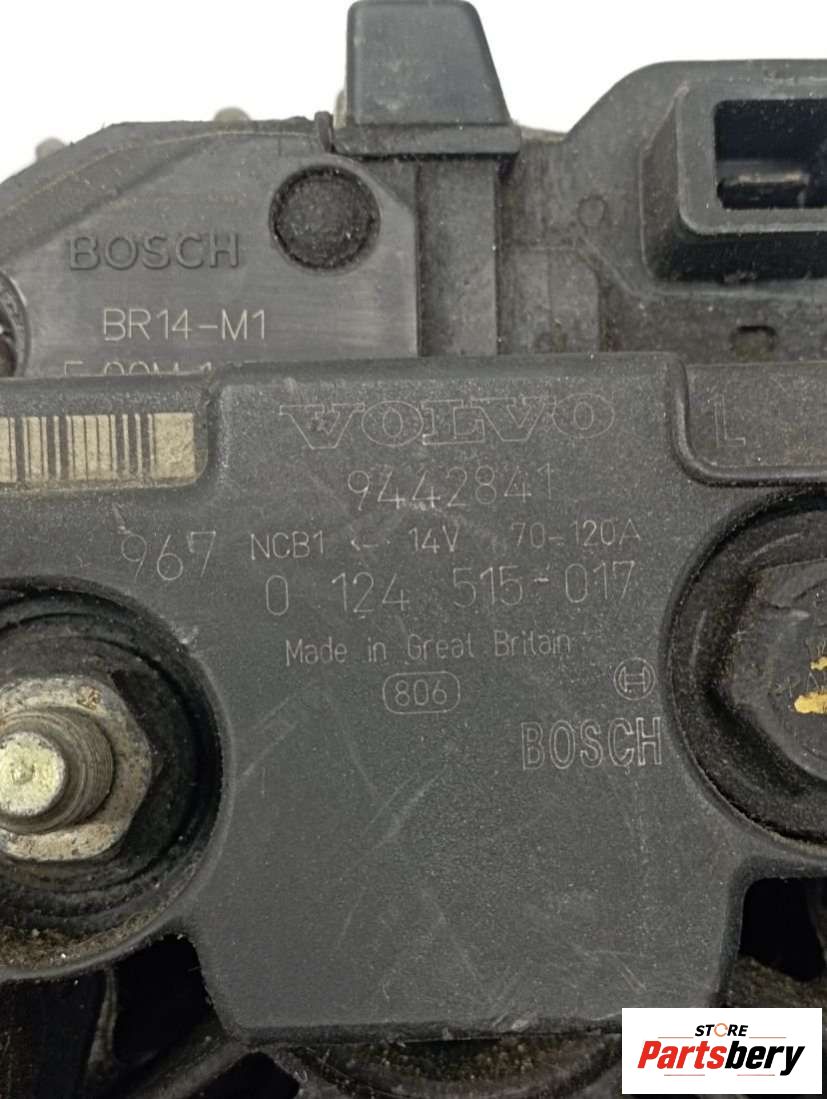 BOSCH
BR14-M1
VOLVO
L
9442841
967 NCB1 ← 14V 70-120A
0 124 515-017
Made in Great Britain
806
BOSCH
STORE
Partsbery